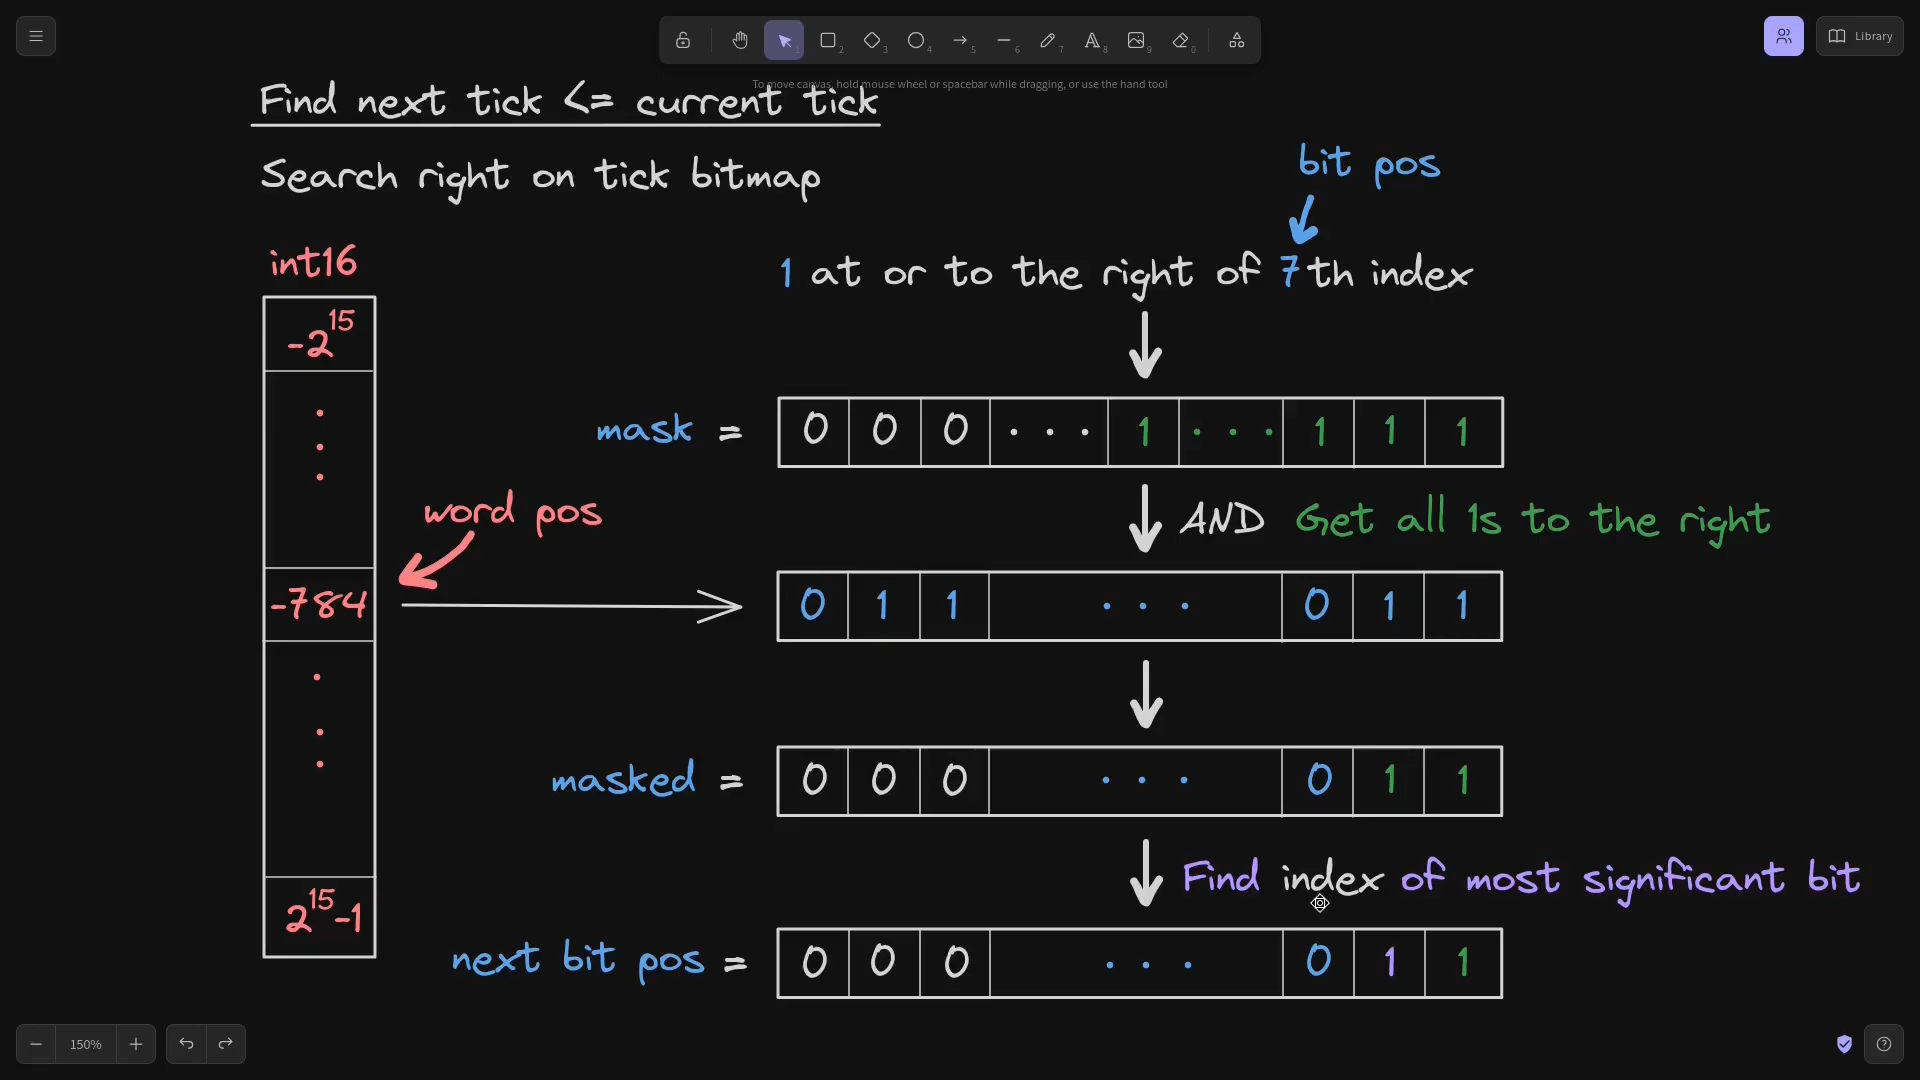 Library
To move canvas, hold mouse wheel or spacebar while dragging, or use the hand tool
Find next tick <= current tick
Search right on tick bitmap
bit pos
int16
1 at or to the right of 7th index
-2^15
mask = 0 0 0 . . . 1 . . . 1 1 1
word pos
AND Get all 1s to the right
-784
0 1 1 . . . 0 1 1
masked = 0 0 0 . . . 0 1 1
Find index of most significant bit
2^15-1
next bit pos = 0 0 0 . . . 0 1 1
150%